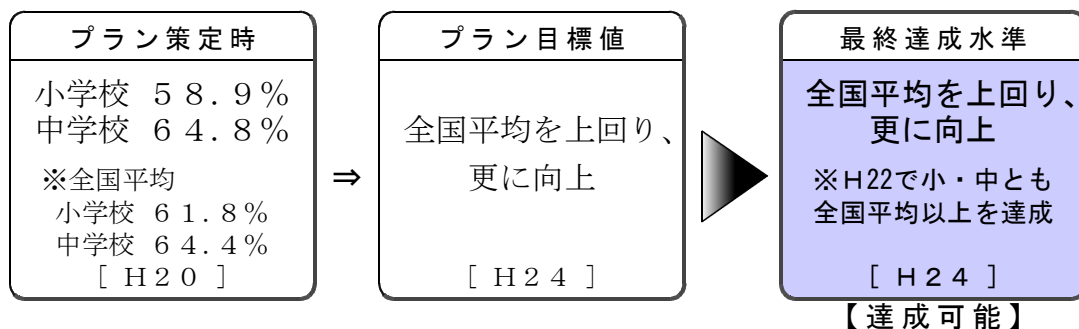 プラン策定時
小学校 ５８.９％
中学校 ６４.８％
※全国平均
小学校 ６１.８％
中学校 ６４.４％
［ Ｈ２０ ］
⇒
プラン目標値
全国平均を上回り、
更に向上
［ Ｈ２４ ］
最終達成水準
全国平均を上回り、
更に向上
※Ｈ22で小・中とも
全国平均以上を達成
［ Ｈ２４ ］
【達成可能】